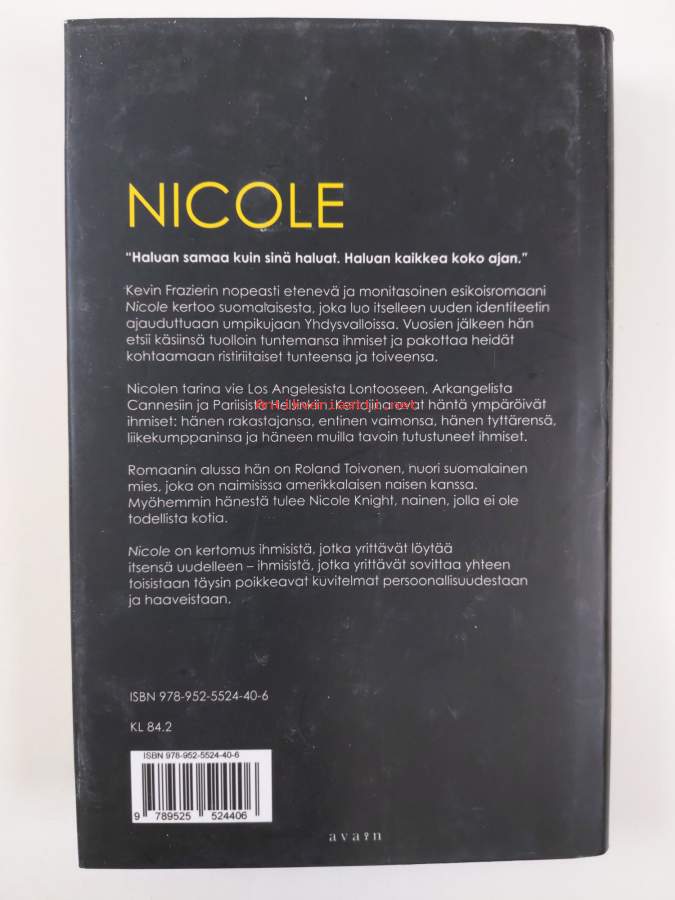 NICOLE
"Haluan samaa kuin sinä haluat. Haluan kaikkea koko ajan."
Kevin Frazierin nopeasti etenevä ja monitasoinen esikoisromaani
Nicole kertoo suomalaisesta, joka luo itselleen uuden identiteetin
ajauduttuaan umpikujaan Yhdysvalloissa. Vuosien jälkeen hän
etsii käsiinsä tuolloin tuntemansa ihmiset ja pakottaa heidät
kohtaamaan ristiriitaiset tunteensa ja toiveensa.
Nicolen tarina vie Los Angelesista Lontooseen, Arkangelista
Cannesiin ja Pariisista Helsinkiin. Kertojina ovat häntä ympäröivät
ihmiset: hänen rakastajansa, entinen vaimonsa, hänen tyttärensä,
liikekumppaninsa ja häneen muilla tavoin tutustuneet ihmiset.
Romaanin alussa hän on Roland Toivonen, nuori suomalainen
mies, joka on naimisissa amerikkalaisen naisen kanssa.
Myöhemmin hänestä tulee Nicole Knight, nainen, jolla ei ole
todellista kotia.
Nicole on kertomus ihmisistä, jotka yrittävät löytää
itsensä uudelleen – ihmisistä, jotka yrittävät sovittaa yhteen
toisistaan täysin poikkeavat kuvitelmat persoonallisuudestaan
ja haaveistaan.
ISBN 978-952-5524-40-6
KL 84.2
ISBN 978-952-5524-40-6
9 789525 524406
avain